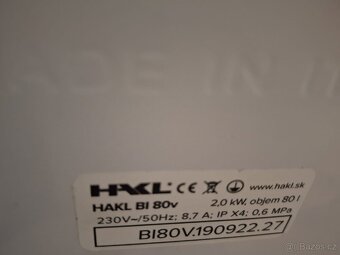 HAKL CE www.hakl.sk
HAKL BI 80v 2,0 kW, objem 80 l
230V~/50Hz; 8,7 A; IP X4; 0,6 MPa
BI80V.190922.27